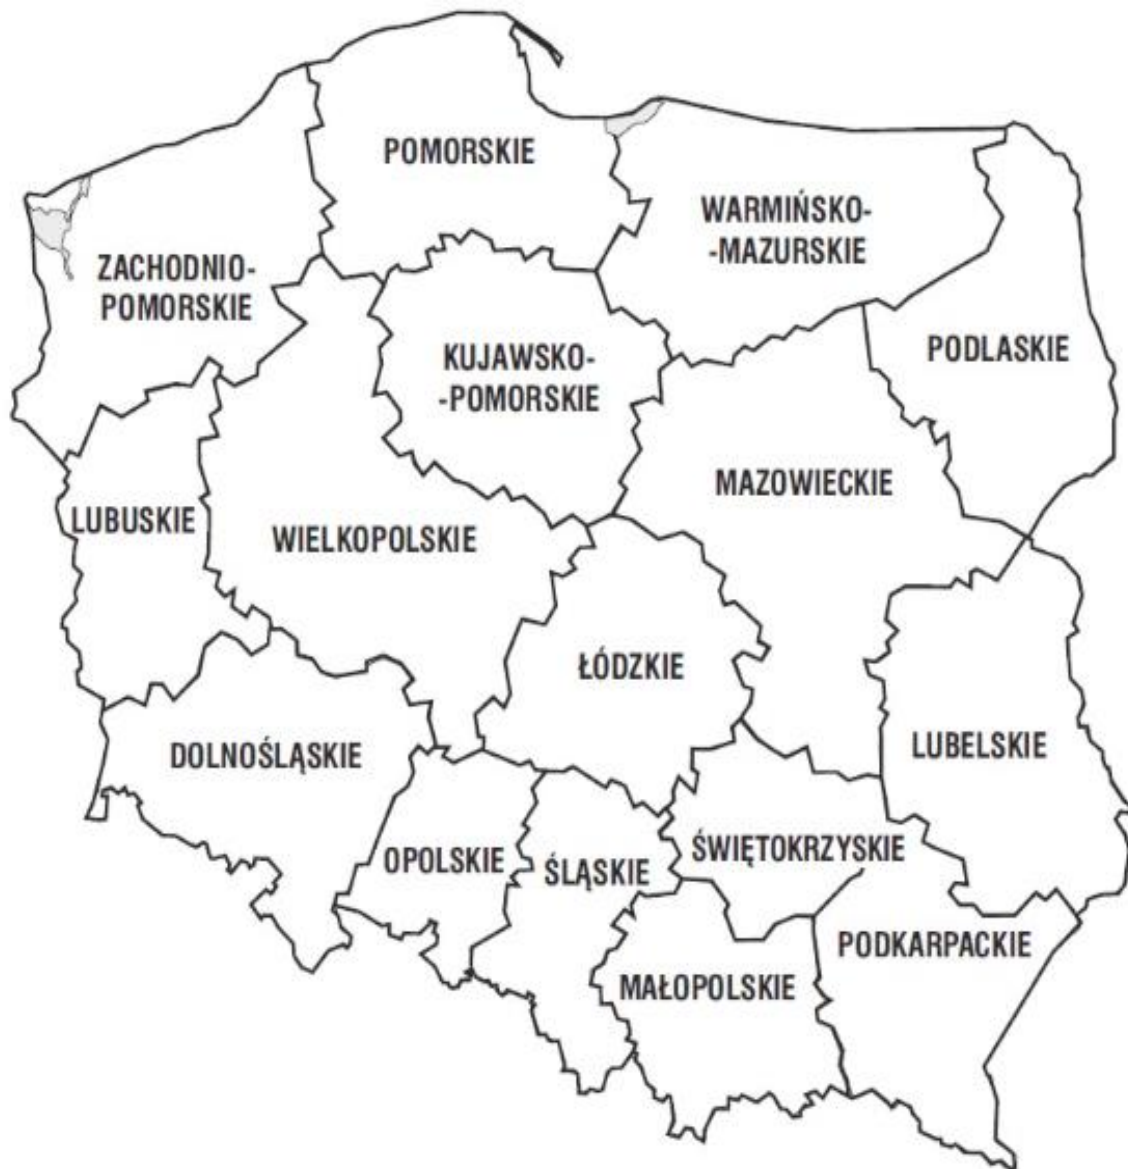 POMORSKIE
WARMIŃSKO-
-MAZURSKIE
ZACHODNIO-
POMORSKIE
KUJAWSKO-
-POMORSKIE
PODLASKIE
MAZOWIECKIE
LUBUSKIE
WIELKOPOLSKIE
ŁÓDZKIE
DOLNOŚLĄSKIE
LUBELSKIE
OPOLSKIE
ŚLĄSKIE
ŚWIĘTOKRZYSKIE
PODKARPACKIE
MAŁOPOLSKIE